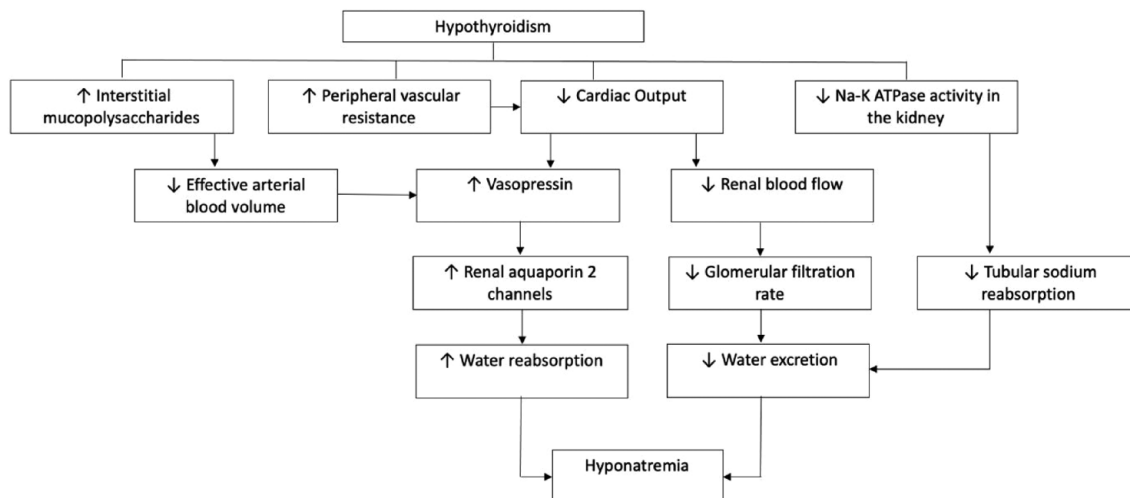 Hypothyroidism
↑ Interstitial
mucopolysaccharides
↑ Peripheral vascular
resistance
↓ Cardiac Output
↓ Na-K ATPase activity in
the kidney
↓ Effective arterial
blood volume
↑ Vasopressin
↓ Renal blood flow
↑ Renal aquaporin 2
channels
↓ Glomerular filtration
rate
↓ Tubular sodium
reabsorption
↑ Water reabsorption
↓ Water excretion
Hyponatremia